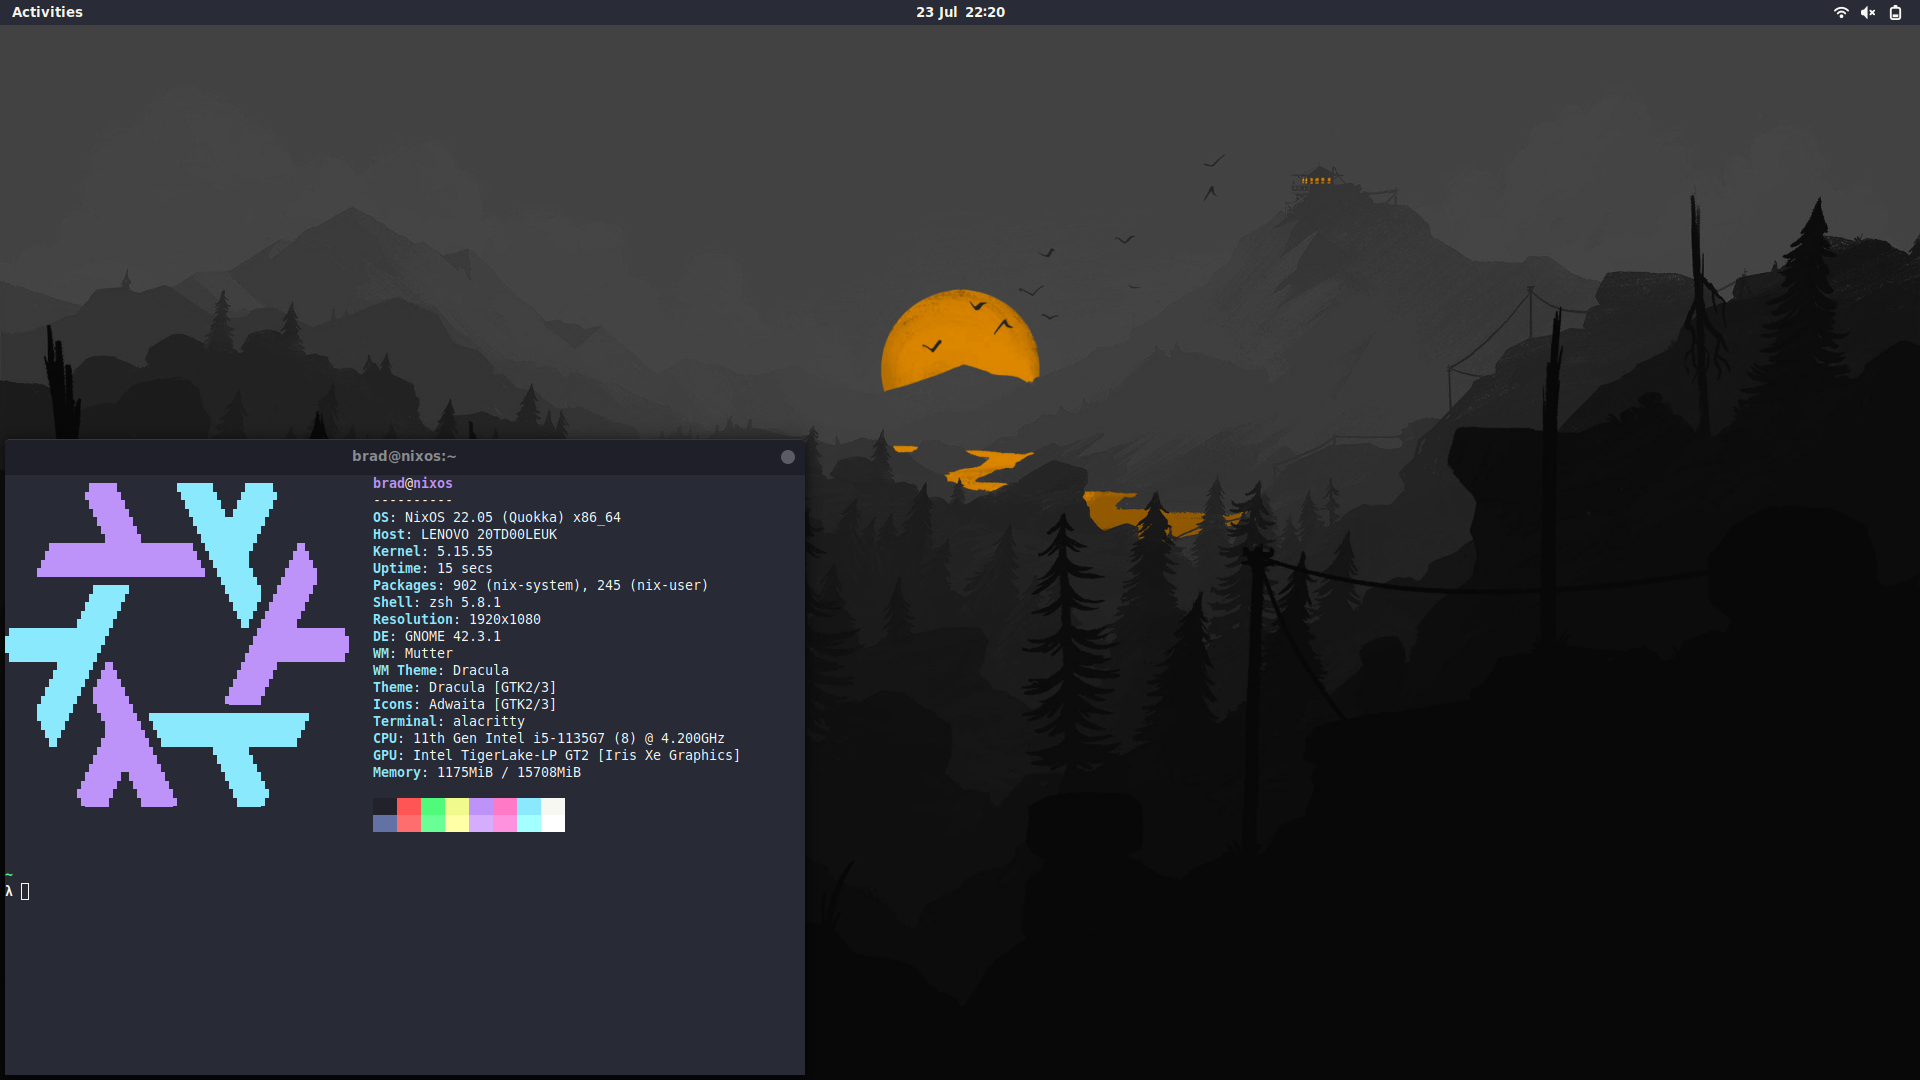 Activities
23 Jul 22:20
brad@nixos:~
brad@nixos
----------
OS: NixOS 22.05 (Quokka) x86_64
Host: LENOVO 20TD00LEUK
Kernel: 5.15.55
Uptime: 15 secs
Packages: 902 (nix-system), 245 (nix-user)
Shell: zsh 5.8.1
Resolution: 1920x1080
DE: GNOME 42.3.1
WM: Mutter
WM Theme: Dracula
Theme: Dracula [GTK2/3]
Icons: Adwaita [GTK2/3]
Terminal: alacritty
CPU: 11th Gen Intel i5-1135G7 (8) @ 4.200GHz
GPU: Intel TigerLake-LP GT2 [Iris Xe Graphics]
Memory: 1175MiB / 15708MiB
~
λ